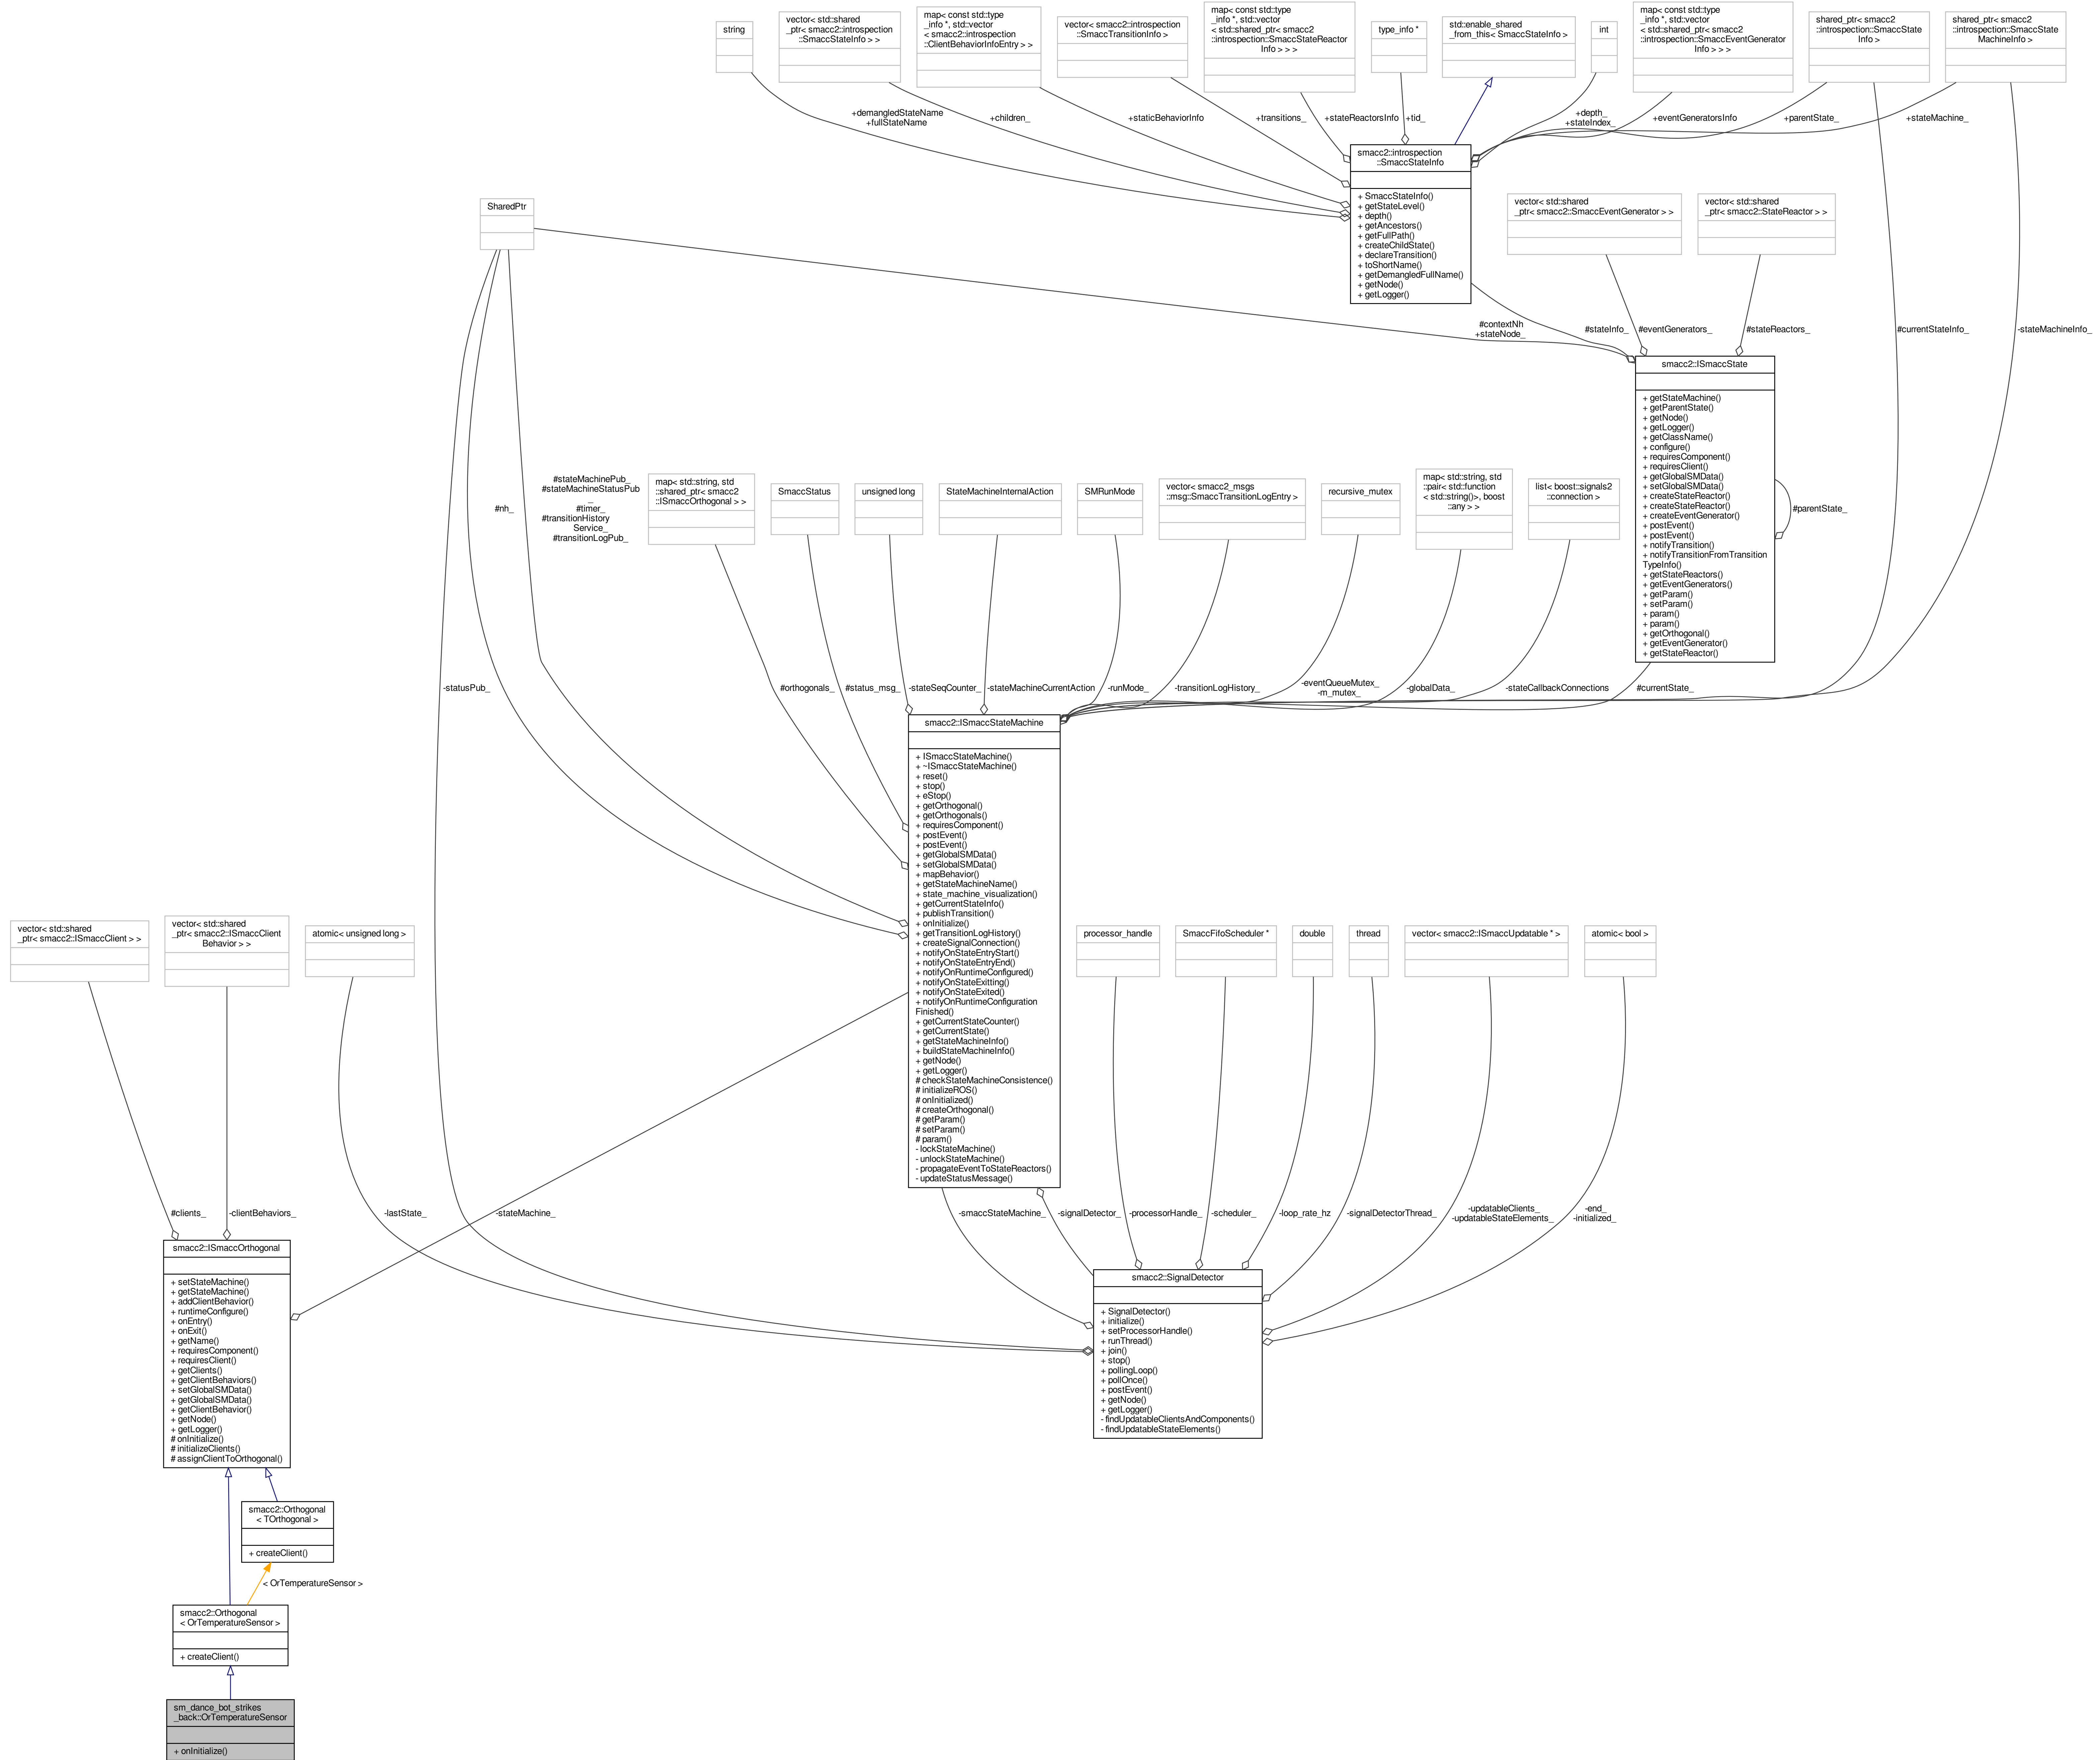 string
vector< std::shared
_ptr< smacc2::introspection
::SmaccStateInfo > >
map< const std::type
_info *, std::vector
< smacc2::introspection
::ClientBehaviorInfoEntry > >
vector< smacc2::introspection
::SmaccTransitionInfo >
map< const std::type
_info *, std::vector
< std::shared_ptr< smacc2
::introspection::SmaccStateReactor
Info > > >
type_info *
std::enable_shared
_from_this< SmaccStateInfo >
int
map< const std::type
_info *, std::vector
< std::shared_ptr< smacc2
::introspection::SmaccEventGenerator
Info > > >
shared_ptr< smacc2
::introspection::SmaccState
Info >
shared_ptr< smacc2
::introspection::SmaccState
MachineInfo >
+demangledStateName
+fullStateName
+children_
+staticBehaviorInfo
+transitions_
+stateReactorsInfo
+tid_
+depth_
+stateIndex_
+eventGeneratorsInfo
+parentState_
+stateMachine_
smacc2::introspection
::SmaccStateInfo
+ SmaccStateInfo()
+ getStateLevel()
+ depth()
+ getAncestors()
+ getFullPath()
+ createChildState()
+ declareTransition()
+ toShortName()
+ getDemangledFullName()
+ getNode()
+ getLogger()
SharedPtr
vector< std::shared
_ptr< smacc2::SmaccEventGenerator > >
vector< std::shared
_ptr< smacc2::StateReactor > >
#contextNh
+stateNode_
#stateInfo_
#eventGenerators_
#stateReactors_
#currentStateInfo_
-stateMachineInfo_
smacc2::ISmaccState
+ getStateMachine()
+ getParentState()
+ getNode()
+ getLogger()
+ getClassName()
+ configure()
+ requiresComponent()
+ requiresClient()
+ getGlobalSMData()
+ setGlobalSMData()
+ createStateReactor()
+ createStateReactor()
+ createEventGenerator()
+ postEvent()
+ postEvent()
+ notifyTransition()
+ notifyTransitionFromTransition
TypeInfo()
+ getStateReactors()
+ getEventGenerators()
+ getParam()
+ setParam()
+ param()
+ param()
+ getOrthogonal()
+ getEventGenerator()
+ getStateReactor()
#parentState_
#nh_
#stateMachinePub_
#stateMachineStatusPub
_
#timer_
#transitionHistory
Service_
#transitionLogPub_
map< std::string, std
::shared_ptr< smacc2
::ISmaccOrthogonal > >
SmaccStatus
unsigned long
StateMachineInternalAction
SMRunMode
vector< smacc2_msgs
::msg::SmaccTransitionLogEntry >
recursive_mutex
map< std::string, std
::pair< std::function
< std::string()>, boost
::any > >
list< boost::signals2
::connection >
-statusPub_
#orthogonals_
#status_msg_
-stateSeqCounter_
-stateMachineCurrentAction
-runMode_
-transitionLogHistory_
-eventQueueMutex_
-m_mutex_
-globalData_
-stateCallbackConnections
#currentState_
smacc2::ISmaccStateMachine
+ ISmaccStateMachine()
+ ~ISmaccStateMachine()
+ reset()
+ stop()
+ eStop()
+ getOrthogonal()
+ getOrthogonals()
+ requiresComponent()
+ postEvent()
+ postEvent()
+ getGlobalSMData()
+ setGlobalSMData()
+ mapBehavior()
+ getStateMachineName()
+ state_machine_visualization()
+ getCurrentStateInfo()
+ publishTransition()
+ onInitialize()
+ getTransitionLogHistory()
+ createSignalConnection()
+ notifyOnStateEntryStart()
+ notifyOnStateEntryEnd()
+ notifyOnRuntimeConfigured()
+ notifyOnStateExitting()
+ notifyOnStateExited()
+ notifyOnRuntimeConfiguration
Finished()
+ getCurrentStateCounter()
+ getCurrentState()
+ getStateMachineInfo()
+ buildStateMachineInfo()
+ getNode()
+ getLogger()
# checkStateMachineConsistence()
# initializeROS()
# onInitialized()
# createOrthogonal()
# getParam()
# setParam()
# param()
- lockStateMachine()
- unlockStateMachine()
- propagateEventToStateReactors()
- updateStatusMessage()
vector< std::shared
_ptr< smacc2::ISmaccClient > >
vector< std::shared
_ptr< smacc2::ISmaccClient
Behavior > >
atomic< unsigned long >
processor_handle
SmaccFifoScheduler *
double
thread
vector< smacc2::ISmaccUpdatable * >
atomic< bool >
#clients_
-clientBehaviors_
-lastState_
-stateMachine_
-smaccStateMachine_
-signalDetector_
-processorHandle_
-scheduler_
-loop_rate_hz
-signalDetectorThread_
-updatableClients_
-updatableStateElements_
-end_
-initialized_
smacc2::ISmaccOrthogonal
+ setStateMachine()
+ getStateMachine()
+ addClientBehavior()
+ runtimeConfigure()
+ onEntry()
+ onExit()
+ getName()
+ requiresComponent()
+ requiresClient()
+ getClients()
+ getClientBehaviors()
+ setGlobalSMData()
+ getGlobalSMData()
+ getClientBehavior()
+ getNode()
+ getLogger()
# onInitialize()
# initializeClients()
# assignClientToOrthogonal()
smacc2::SignalDetector
+ SignalDetector()
+ initialize()
+ setProcessorHandle()
+ runThread()
+ join()
+ stop()
+ pollingLoop()
+ pollOnce()
+ postEvent()
+ getNode()
+ getLogger()
- findUpdatableClientsAndComponents()
- findUpdatableStateElements()
smacc2::Orthogonal
< TOrthogonal >
+ createClient()
< OrTemperatureSensor >
smacc2::Orthogonal
< OrTemperatureSensor >
+ createClient()
sm_dance_bot_strikes
_back::OrTemperatureSensor
+ onInitialize()